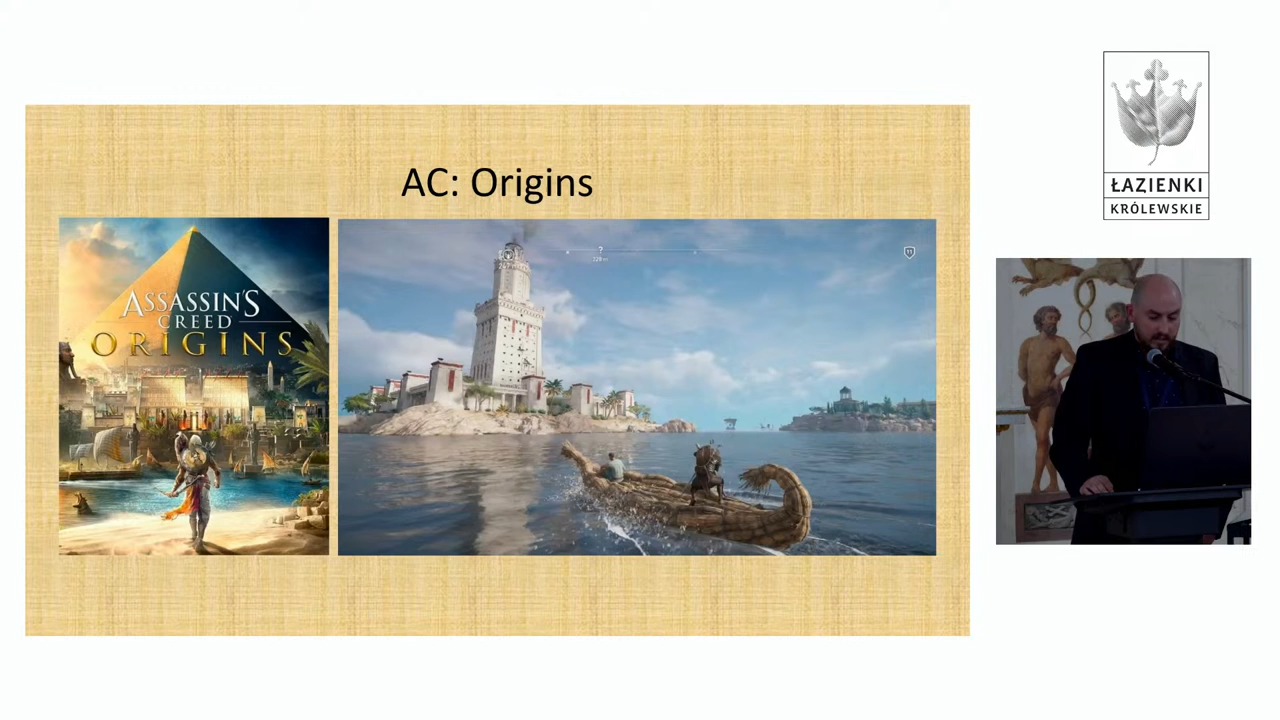 AC: Origins
ASSASSIN'S
CREED
ORIGINS
?
ŁAZIENKI
KRÓLEWSKIE